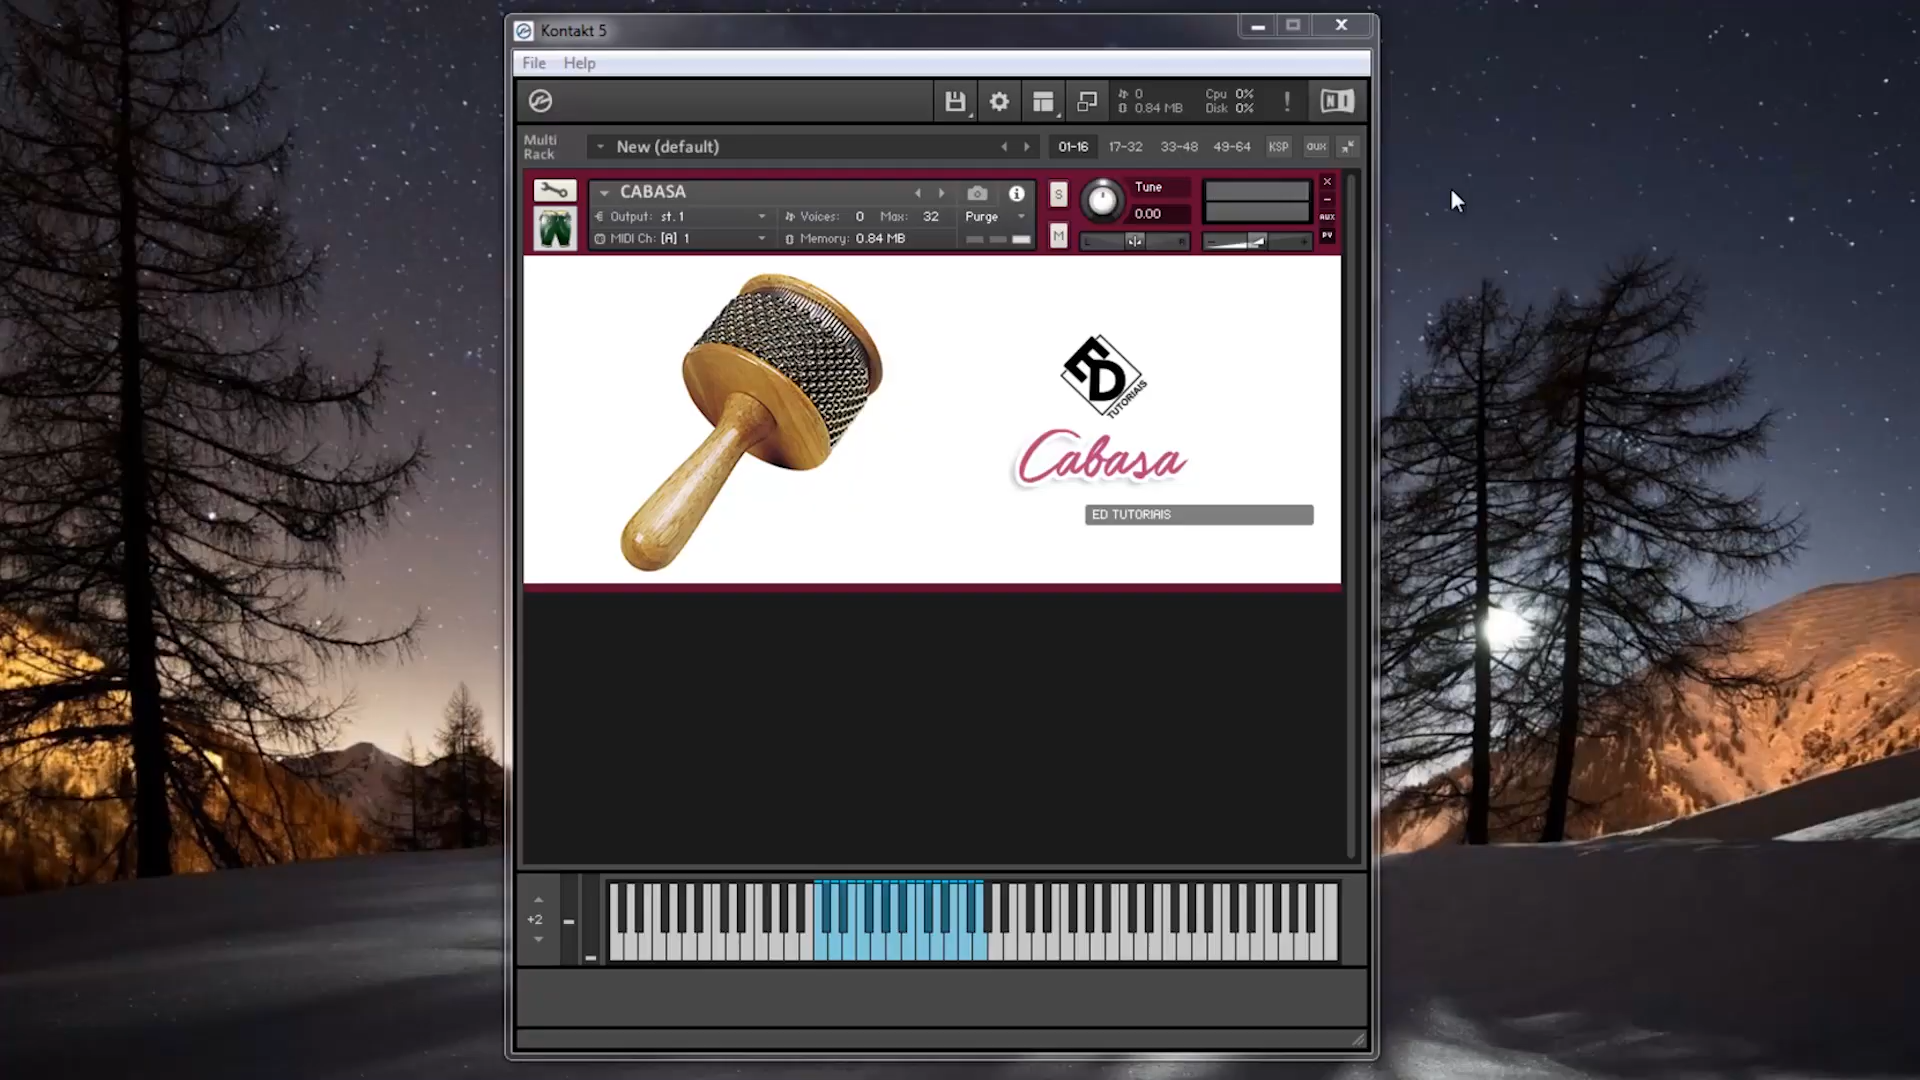 Kontakt 5
File Help
0
0.84 MB
Cpu 0%
Disk 0%
!
NI
Multi
Rack
New (default)
01-16 17-32 33-48 49-64 KSP AUX
CABASA
i
S
Tune
0.00
Output: st.1
Voices: 0 Max: 32
Purge
MIDI Ch: [A] 1
Memory: 0.84 MB
M
L R
AUX
PV
ED
TUTORIAIS
Cabasa
ED TUTORIAIS
+2